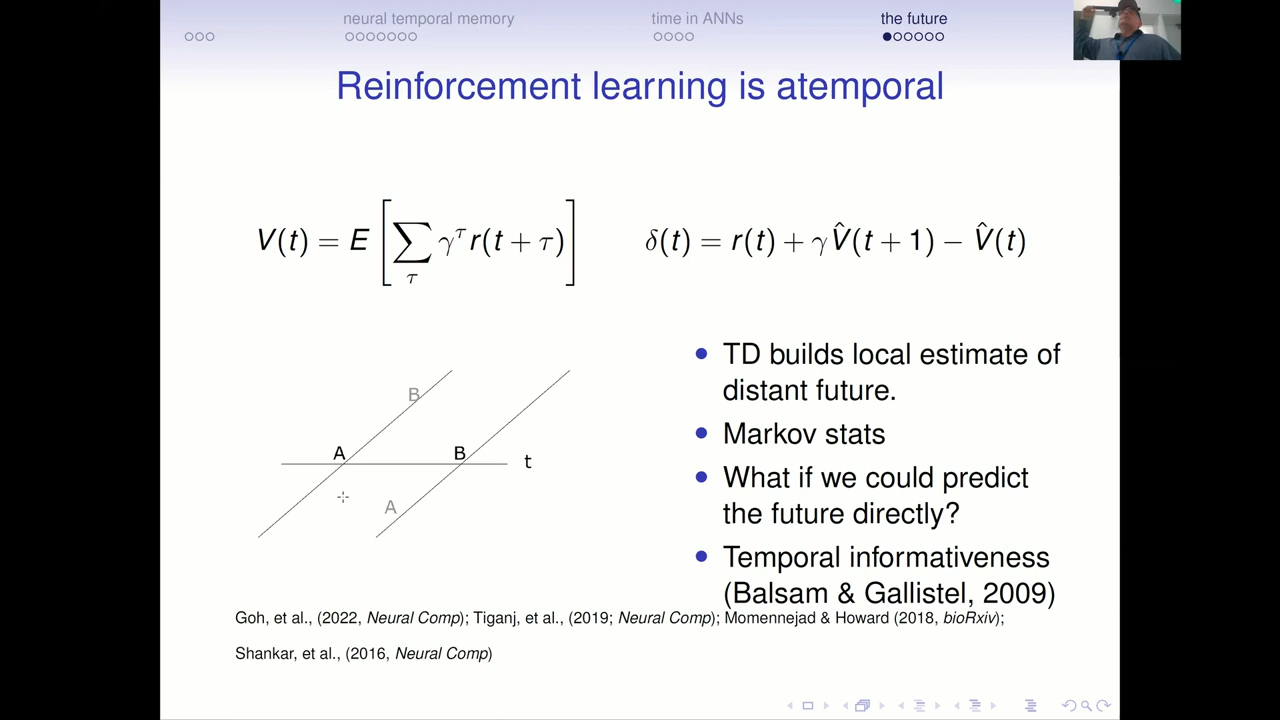 neural temporal memory time in ANNs the future
Reinforcement learning is atemporal
V(t) = E [ ∑_τ γ^τ r(t + τ) ] δ(t) = r(t) + γV̂(t + 1) − V̂(t)
B
A B t
A
• TD builds local estimate of
distant future.
• Markov stats
• What if we could predict
the future directly?
• Temporal informativeness
(Balsam & Gallistel, 2009)
Goh, et al., (2022, Neural Comp); Tiganj, et al., (2019; Neural Comp); Momennejad & Howard (2018, bioRxiv);
Shankar, et al., (2016, Neural Comp)